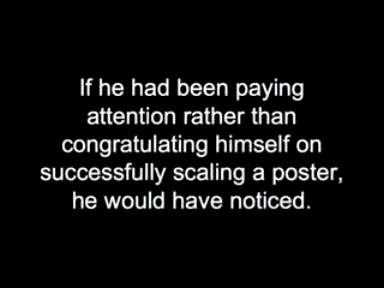 If he had been paying
attention rather than
congratulating himself on
successfully scaling a poster,
he would have noticed.